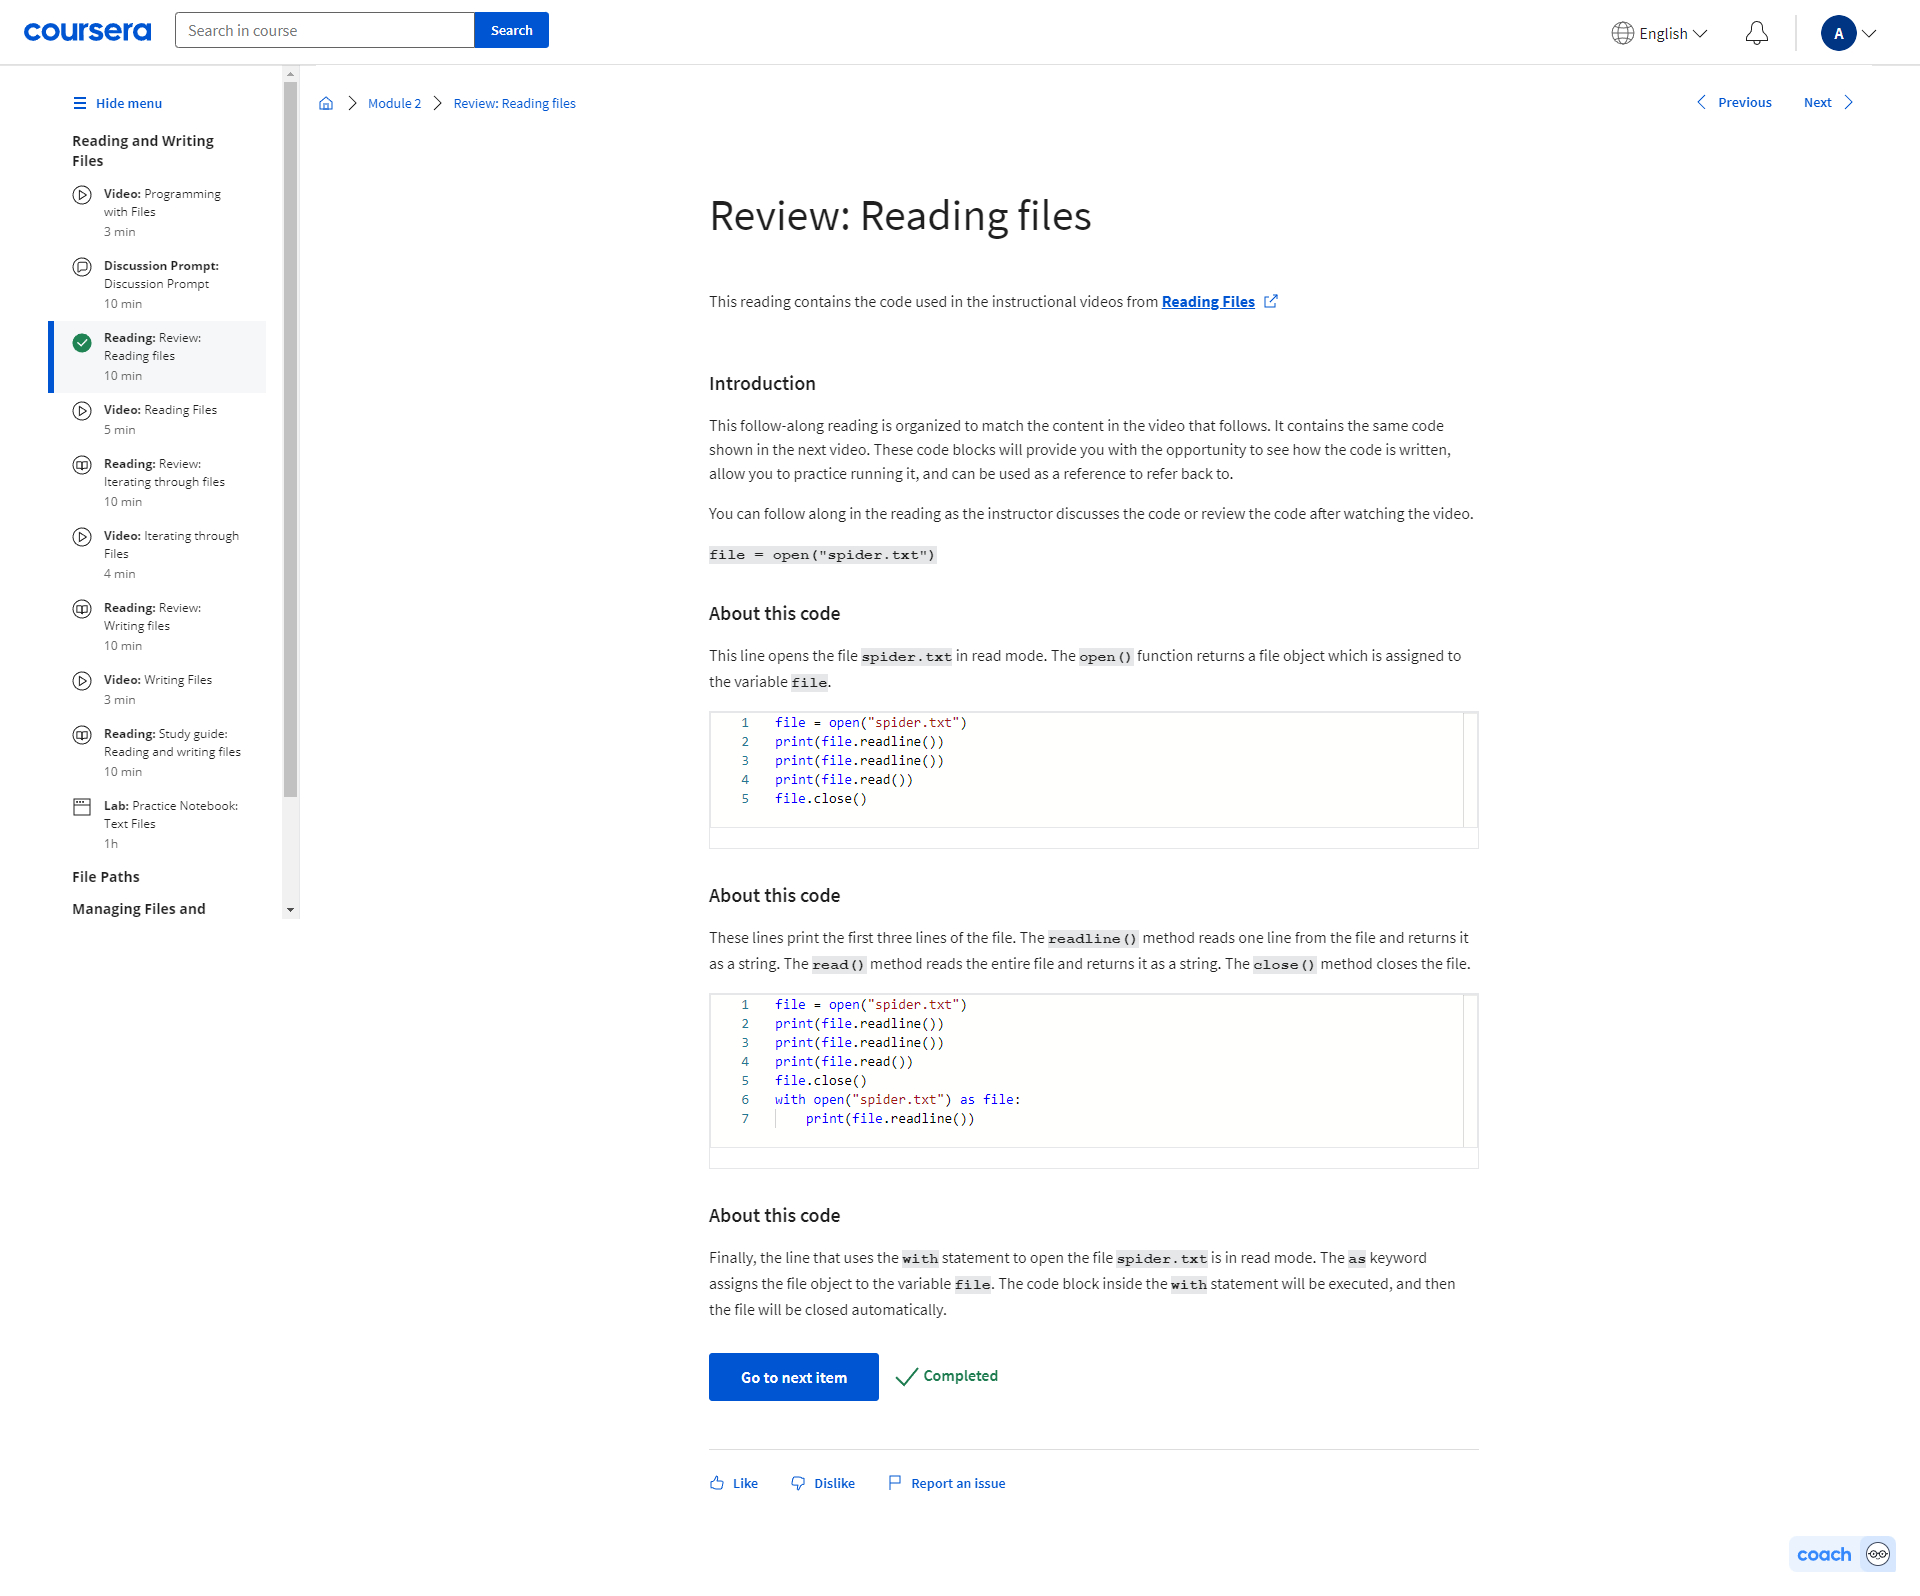 coursera
Search in course
Search
English
A
Hide menu
Reading and Writing
Files
Video: Programming
with Files
3 min
Discussion Prompt:
Discussion Prompt
10 min
Reading: Review:
Reading files
10 min
Video: Reading Files
5 min
Reading: Review:
Iterating through files
10 min
Video: Iterating through
Files
4 min
Reading: Review:
Writing files
10 min
Video: Writing Files
3 min
Reading: Study guide:
Reading and writing files
10 min
Lab: Practice Notebook:
Text Files
1h
File Paths
Managing Files and
Module 2
Review: Reading files
Previous
Next
Review: Reading files
This reading contains the code used in the instructional videos from Reading Files
Introduction
This follow-along reading is organized to match the content in the video that follows. It contains the same code
shown in the next video. These code blocks will provide you with the opportunity to see how the code is written,
allow you to practice running it, and can be used as a reference to refer back to.
You can follow along in the reading as the instructor discusses the code or review the code after watching the video.
file = open("spider.txt")
About this code
This line opens the file spider.txt in read mode. The open() function returns a file object which is assigned to
the variable file.
1 file = open("spider.txt")
2 print(file.readline())
3 print(file.readline())
4 print(file.read())
5 file.close()
About this code
These lines print the first three lines of the file. The readline() method reads one line from the file and returns it
as a string. The read() method reads the entire file and returns it as a string. The close() method closes the file.
1 file = open("spider.txt")
2 print(file.readline())
3 print(file.readline())
4 print(file.read())
5 file.close()
6 with open("spider.txt") as file:
7     print(file.readline())
About this code
Finally, the line that uses the with statement to open the file spider.txt is in read mode. The as keyword
assigns the file object to the variable file. The code block inside the with statement will be executed, and then
the file will be closed automatically.
Go to next item
Completed
Like
Dislike
Report an issue
coach